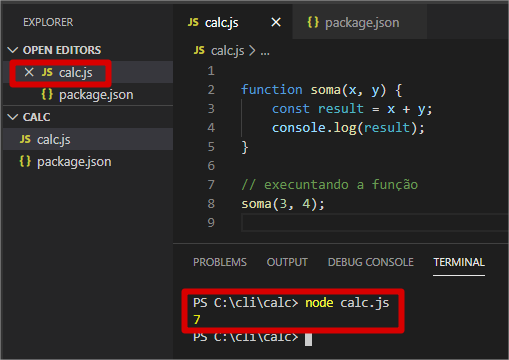 EXPLORER
OPEN EDITORS
JS calc.js
{} package.json
CALC
JS calc.js
{} package.json
JS calc.js
{} package.json
JS calc.js > ...
1
2 function soma(x, y) {
3 const result = x + y;
4 console.log(result);
5 }
6
7 // execuntando a função
8 soma(3, 4);
9
PROBLEMS OUTPUT DEBUG CONSOLE TERMINAL
PS C:\cli\calc> node calc.js
7
PS C:\cli\calc>